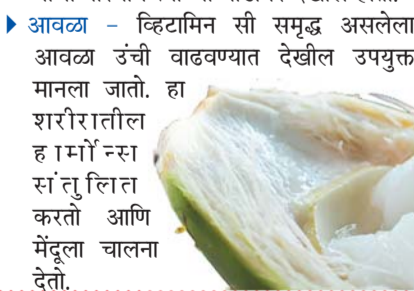 आवळा – व्हिटामिन सी समृद्ध असलेला
आवळा उंची वाढवण्यात देखील उपयुक्त
मानला जातो. हा
शरीरातील
हार्मोन्सा
संतुलित
करतो आणि
मेंदूला चालना
देतो.